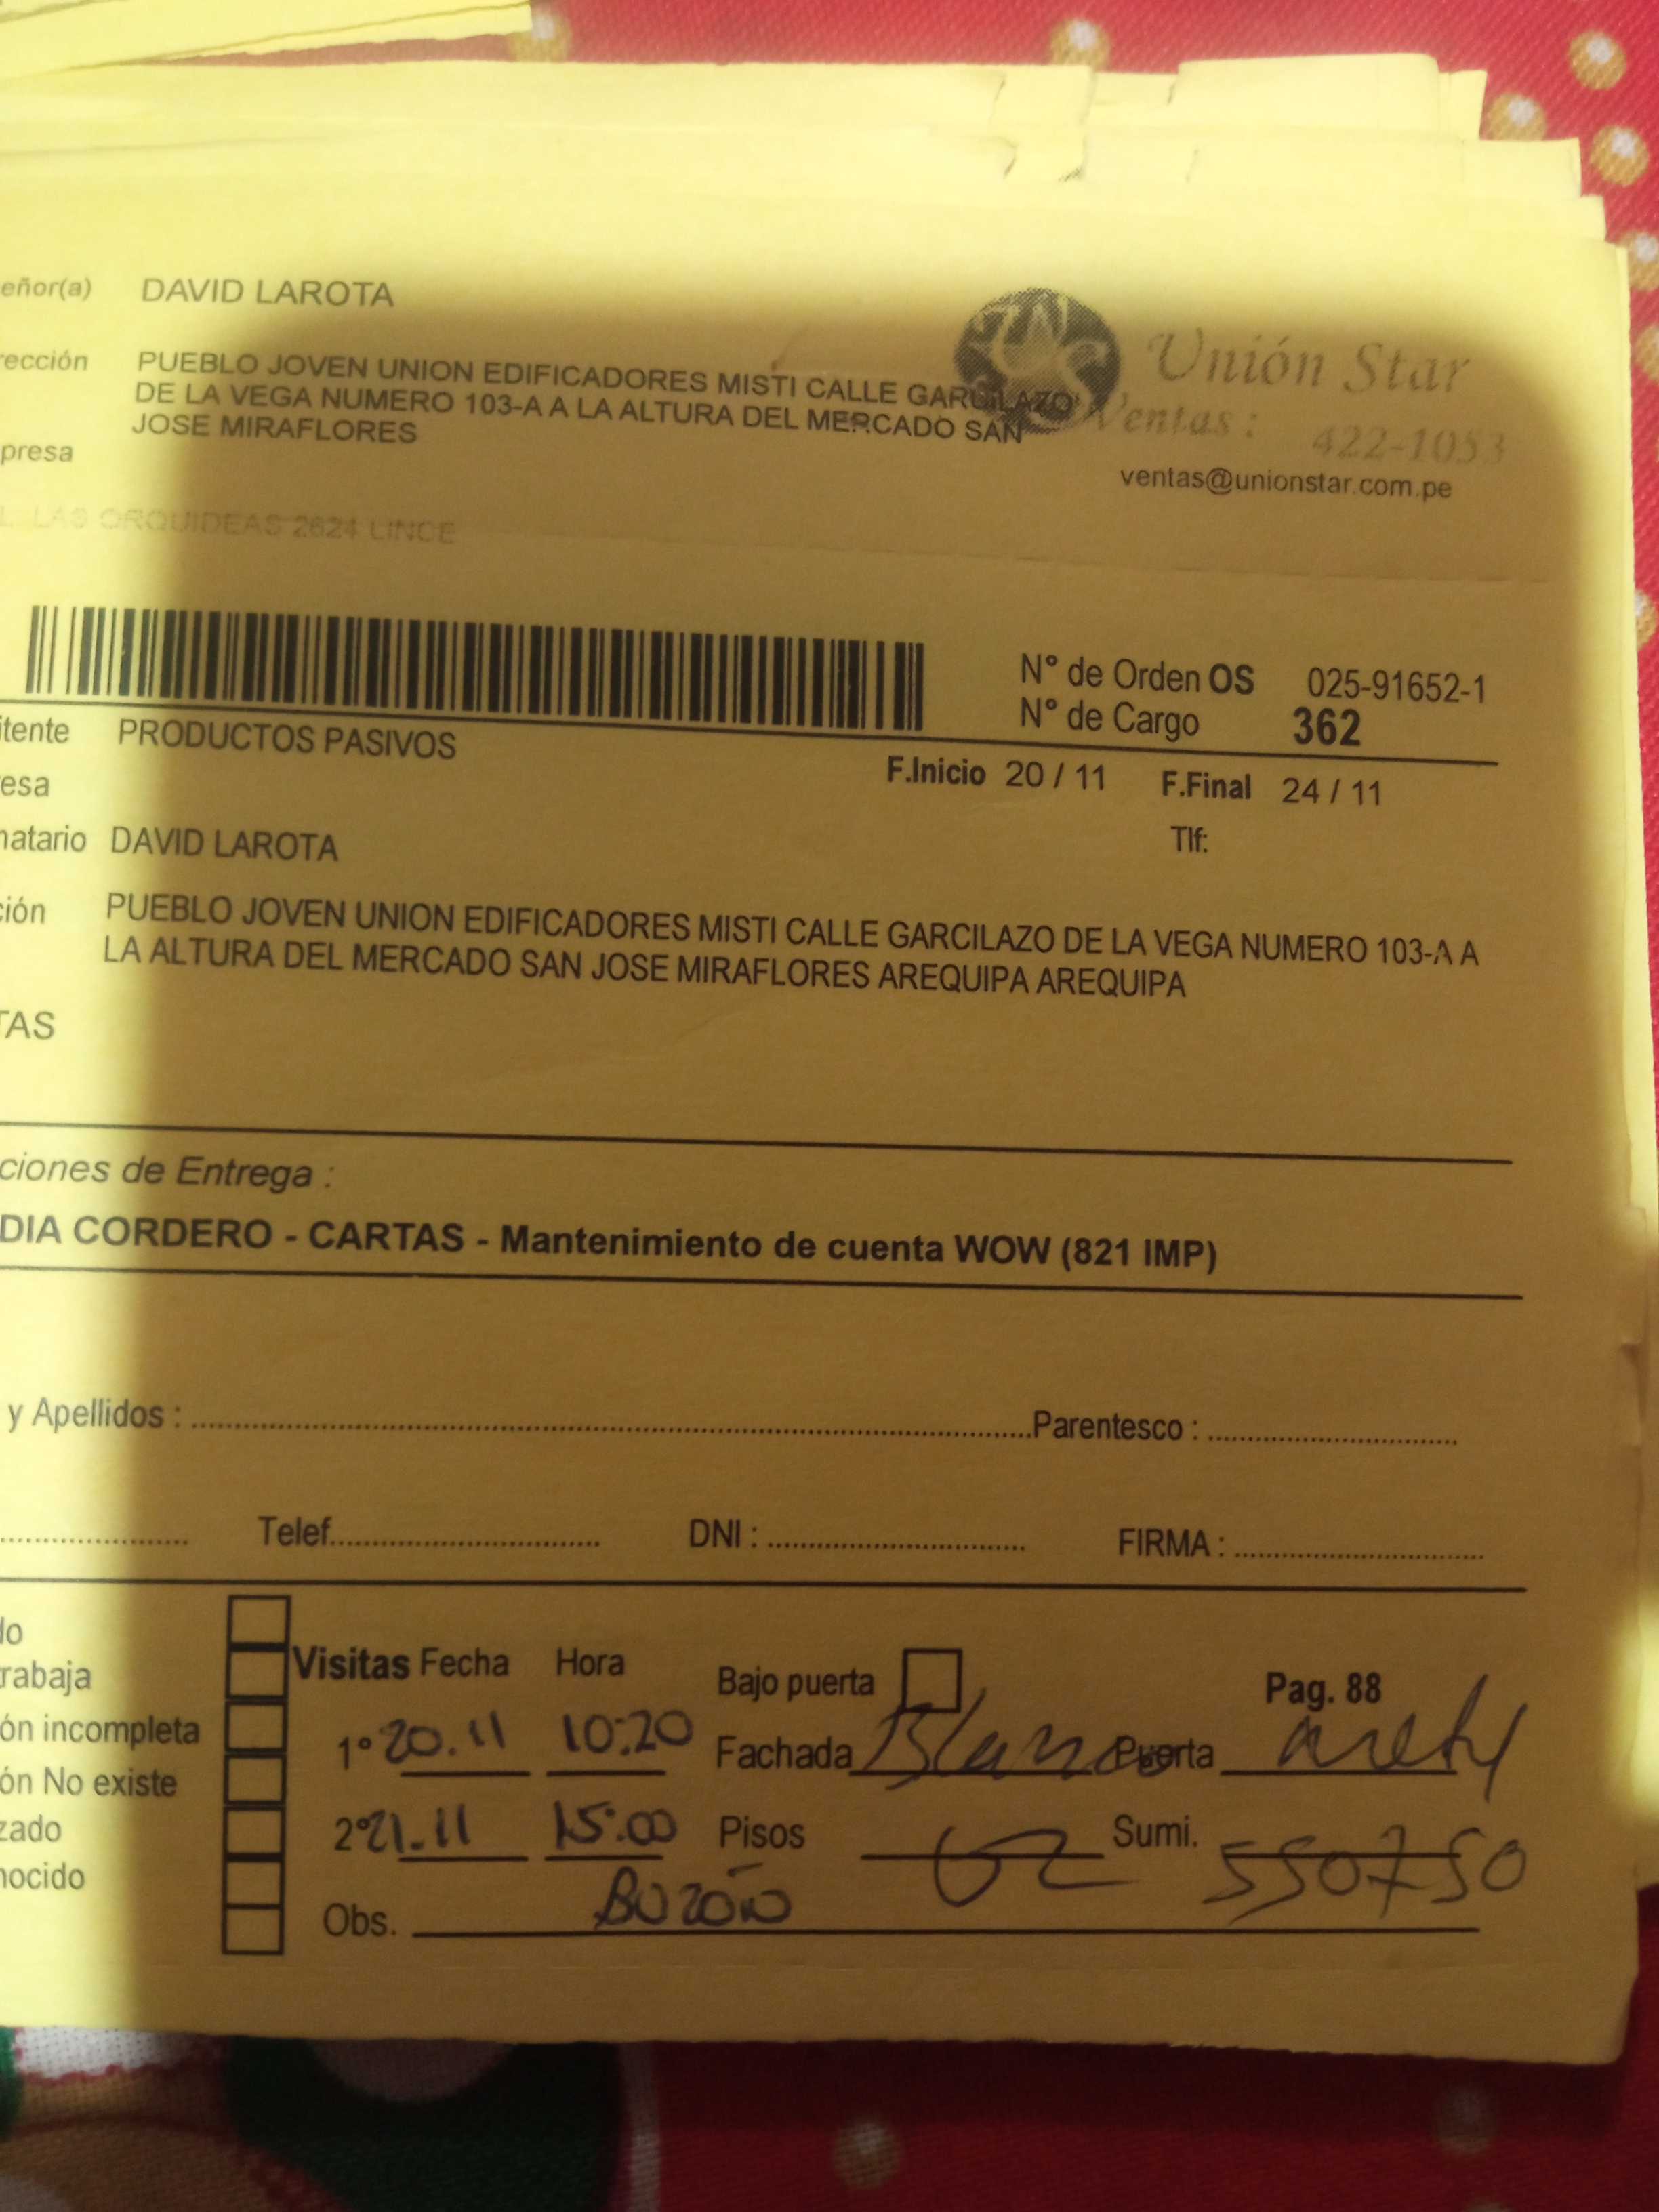 eñor(a) DAVID LAROTA
rección PUEBLO JOVEN UNION EDIFICADORES MISTI CALLE GARCILAZO
DE LA VEGA NUMERO 103-A A LA ALTURA DEL MERCADO SAN
JOSE MIRAFLORES
presa
Unión Star
Ventas: 422-1053
ventas@unionstar.com.pe
LAS ORQUIDEAS 2624 LINCE
N° de Orden OS 025-91652-1
N° de Cargo 362
itente PRODUCTOS PASIVOS
F.Inicio 20 / 11 F.Final 24 / 11
esa
natario DAVID LAROTA
Tlf:
ción PUEBLO JOVEN UNION EDIFICADORES MISTI CALLE GARCILAZO DE LA VEGA NUMERO 103-A A
LA ALTURA DEL MERCADO SAN JOSE MIRAFLORES AREQUIPA AREQUIPA
TAS
ciones de Entrega :
DIA CORDERO - CARTAS - Mantenimiento de cuenta WOW (821 IMP)
y Apellidos : Parentesco :
Telef. DNI : FIRMA :
do
rabaja
ón incompleta
ón No existe
zado
nocido
Visitas Fecha Hora Bajo puerta Pag. 88
1° 20.11 10:20 Fachada Blanco Puerta
2° 21.11 15:00 Pisos 02 Sumi. 550750
Obs. BUZÓN